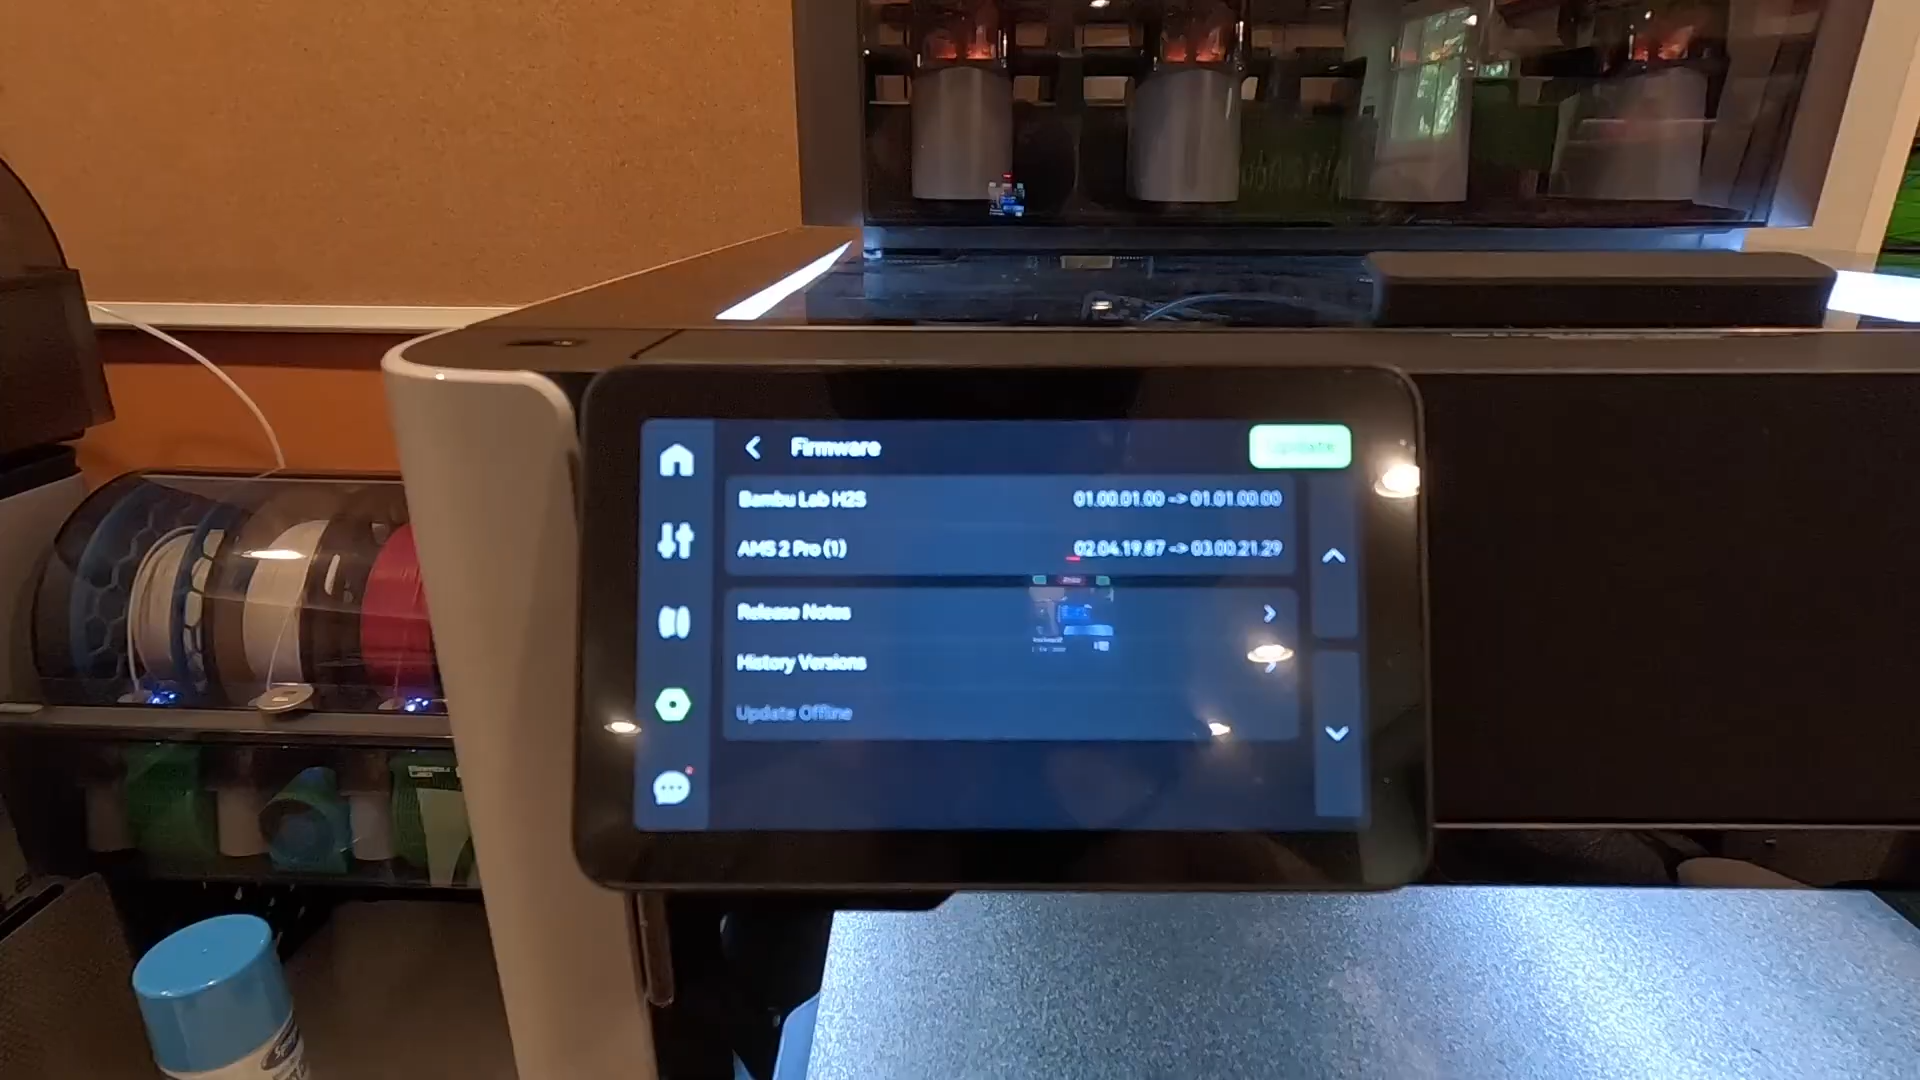 Firmware
Update
Bambu Lab H2S
01.00.01.00 -> 01.01.00.00
AMS 2 Pro (1)
02.04.19.87 -> 03.00.21.29
Release Notes
History Versions
Update Offline